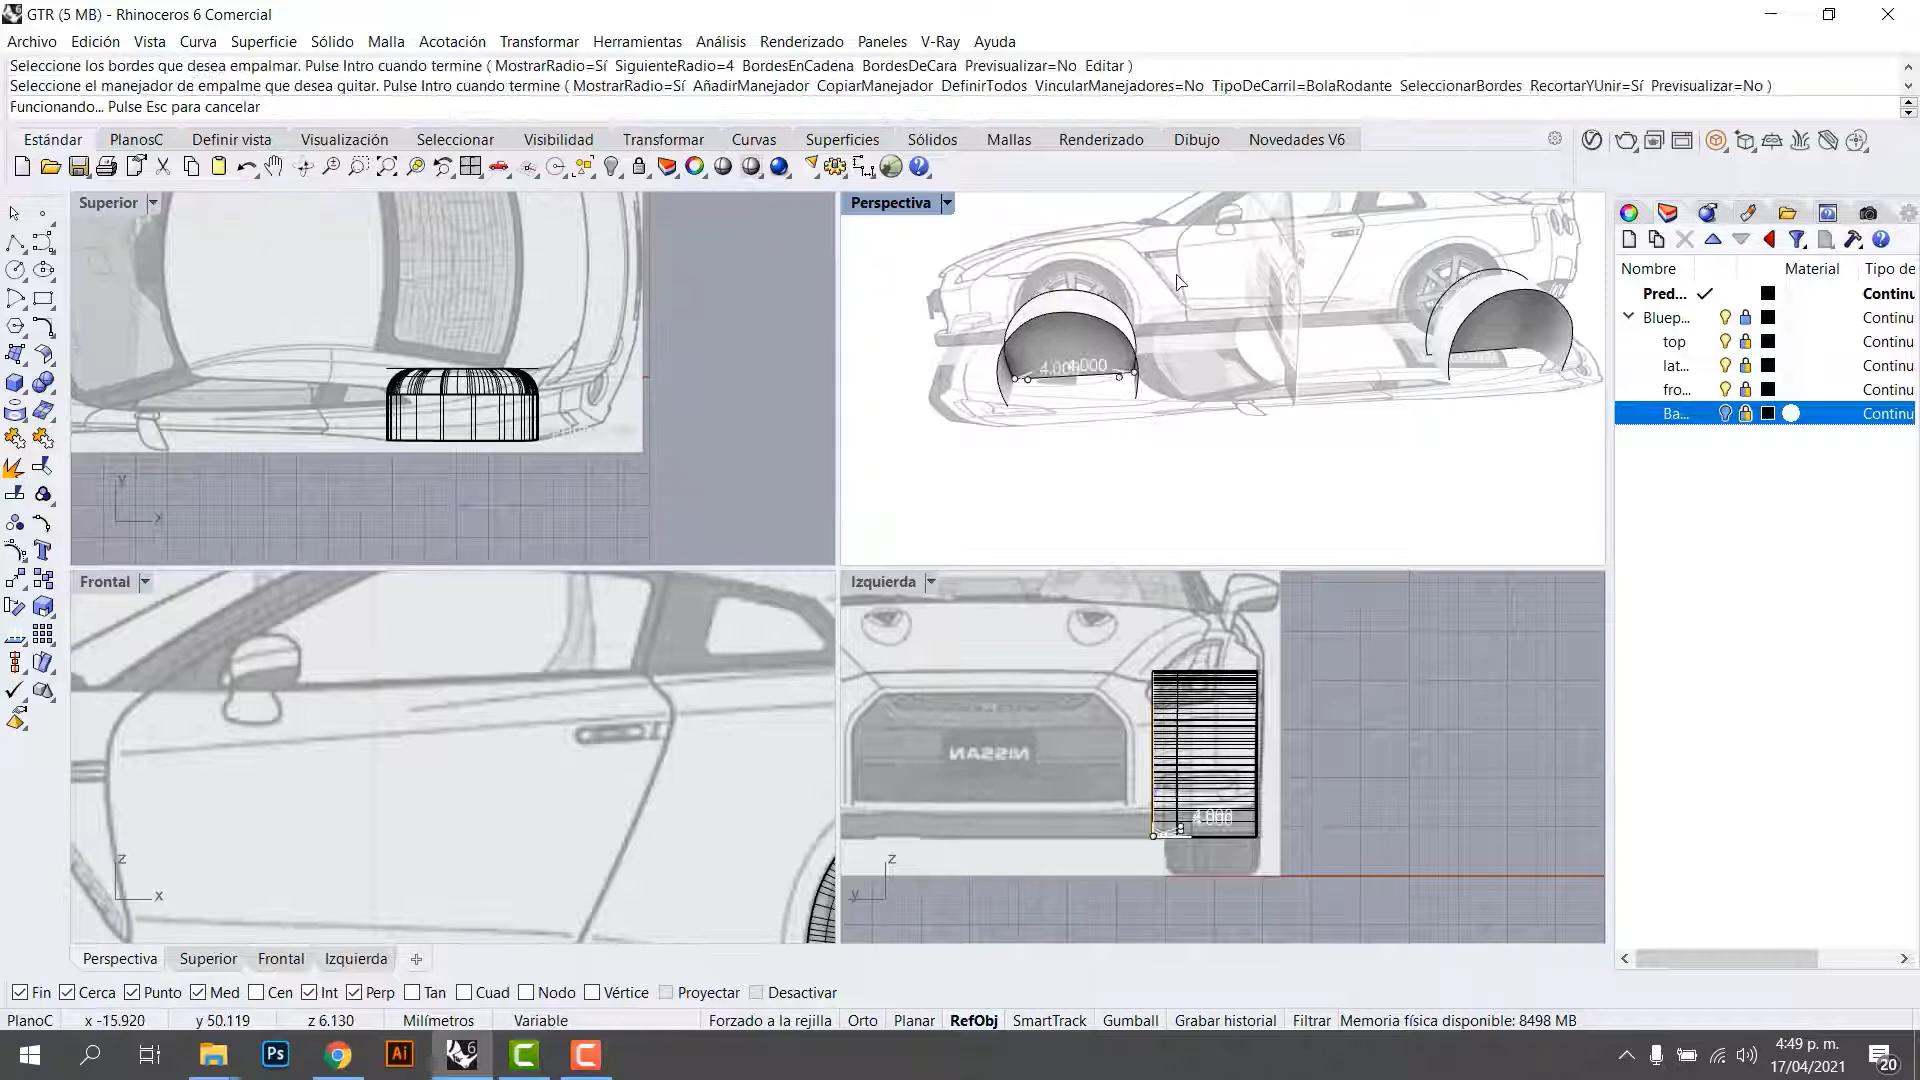 GTR (5 MB) - Rhinoceros 6 Comercial
Archivo Edición Vista Curva Superficie Sólido Malla Acotación Transformar Herramientas Análisis Renderizado Paneles V-Ray Ayuda
Seleccione los bordes que desea empalmar. Pulse Intro cuando termine ( MostrarRadio=Sí SiguienteRadio=4 BordesEnCadena BordesDeCara Previsualizar=No Editar )
Seleccione el manejador de empalme que desea quitar. Pulse Intro cuando termine ( MostrarRadio=Sí AñadirManejador CopiarManejador DefinirTodos VincularManejadores=No TipoDeCarril=BolaRodante SeleccionarBordes RecortarYUnir=Sí Previsualizar=No )
Funcionando... Pulse Esc para cancelar
Estándar PlanosC Definir vista Visualización Seleccionar Visibilidad Transformar Curvas Superficies Sólidos Mallas Renderizado Dibujo Novedades V6
Superior
Perspectiva
Nombre Material Tipo de
Pred... Continu
Bluep... Continu
top Continu
lat... Continu
fro... Continu
Ba... Continu
y
x
Frontal
Izquierda
NISSAN
4.000
z
x
z
y
Perspectiva Superior Frontal Izquierda
Fin Cerca Punto Med Cen Int Perp Tan Cuad Nodo Vértice Proyectar Desactivar
PlanoC x -15.920 y 50.119 z 6.130 Milímetros Variable Forzado a la rejilla Orto Planar RefObj SmartTrack Gumball Grabar historial Filtrar Memoria física disponible: 8498 MB
Ps Ai 6 C C
4:49 p. m.
17/04/2021
20